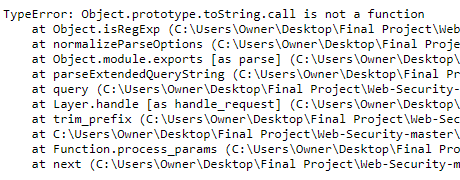 TypeError: Object.prototype.toString.call is not a function
at Object.isRegExp (C:\Users\Owner\Desktop\Final Project\Web
at normalizeParseOptions (C:\Users\Owner\Desktop\Final Proje
at Object.module.exports [as parse] (C:\Users\Owner\Desktop\
at parseExtendedQueryString (C:\Users\Owner\Desktop\Final Pr
at query (C:\Users\Owner\Desktop\Final Project\Web-Security-
at Layer.handle [as handle_request] (C:\Users\Owner\Desktop\
at trim_prefix (C:\Users\Owner\Desktop\Final Project\Web-Sec
at C:\Users\Owner\Desktop\Final Project\Web-Security-master\
at Function.process_params (C:\Users\Owner\Desktop\Final Pro
at next (C:\Users\Owner\Desktop\Final Project\Web-Security-m